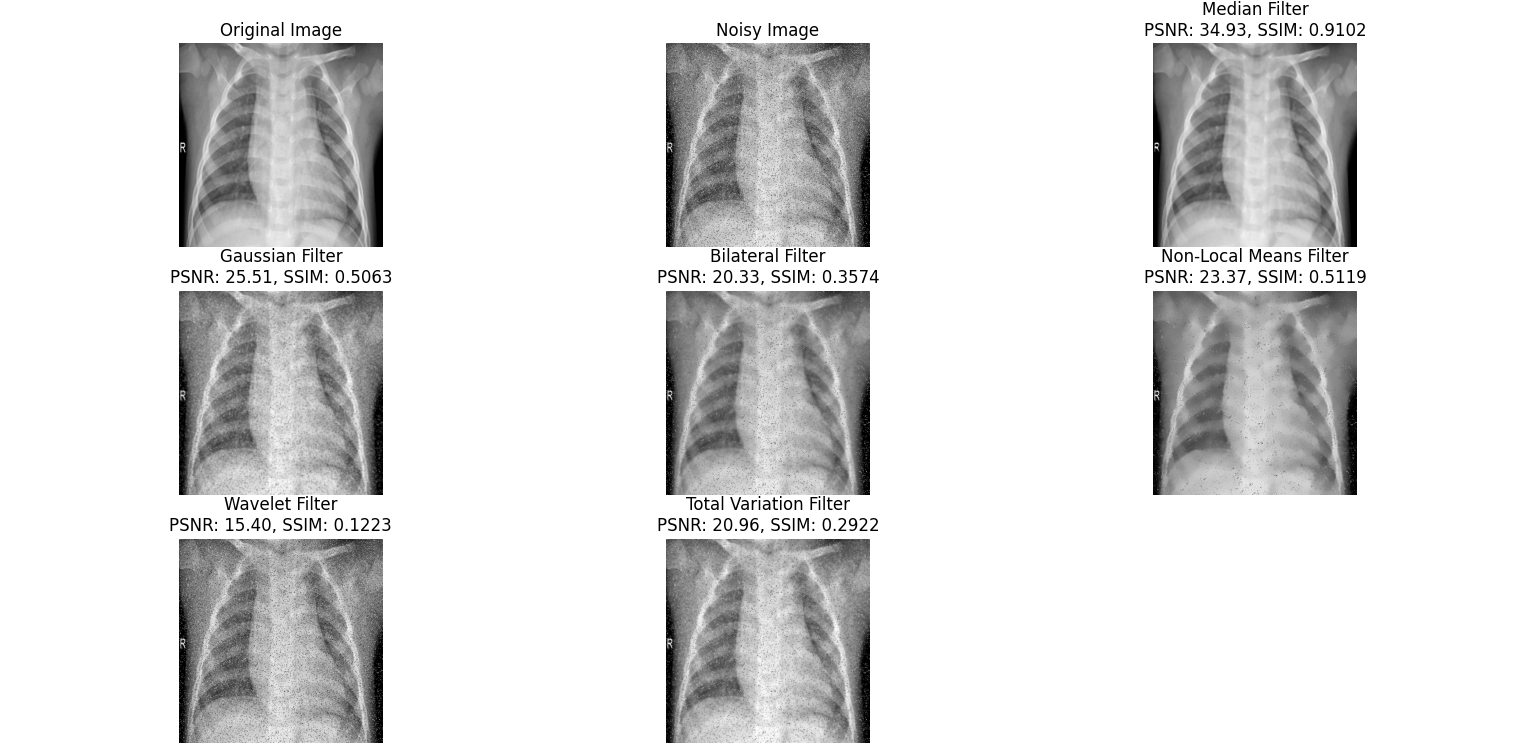 Original Image
Noisy Image
Median Filter
PSNR: 34.93, SSIM: 0.9102
R
R
R
Gaussian Filter
PSNR: 25.51, SSIM: 0.5063
Bilateral Filter
PSNR: 20.33, SSIM: 0.3574
Non-Local Means Filter
PSNR: 23.37, SSIM: 0.5119
R
R
R
Wavelet Filter
PSNR: 15.40, SSIM: 0.1223
Total Variation Filter
PSNR: 20.96, SSIM: 0.2922
R
R